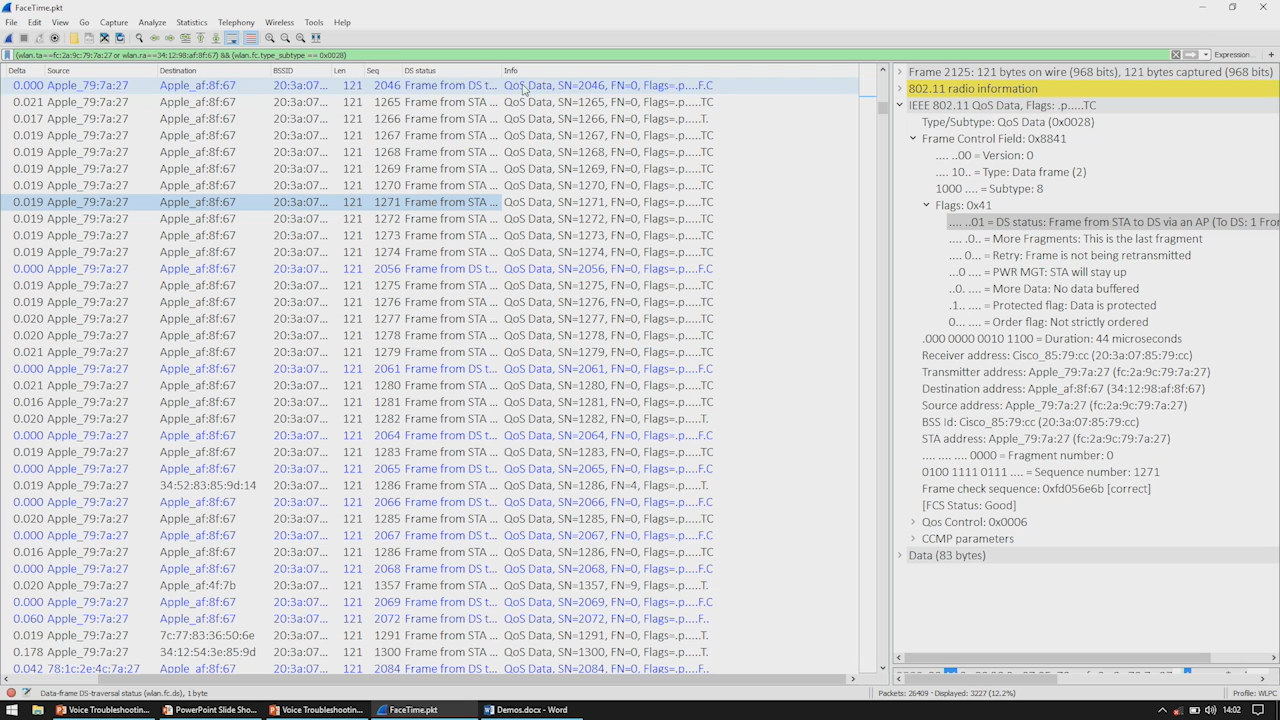 FaceTime.pkt
File Edit View Go Capture Analyze Statistics Telephony Wireless Tools Help
(wlan.ta==fc:2a:9c:79:7a:27 or wlan.ra==34:12:98:af:8f:67) && (wlan.fc.type_subtype == 0x0028) Expression... +
Delta Source Destination BSSID Len Seq DS status Info
0.000 Apple_79:7a:27 Apple_af:8f:67 20:3a:07... 121 2046 Frame from DS t... QoS Data, SN=2046, FN=0, Flags=.p....F.C
0.021 Apple_79:7a:27 Apple_af:8f:67 20:3a:07... 121 1265 Frame from STA ... QoS Data, SN=1265, FN=0, Flags=.p.....TC
0.017 Apple_79:7a:27 Apple_af:8f:67 20:3a:07... 121 1266 Frame from STA ... QoS Data, SN=1266, FN=0, Flags=.p.....T.
0.019 Apple_79:7a:27 Apple_af:8f:67 20:3a:07... 121 1267 Frame from STA ... QoS Data, SN=1267, FN=0, Flags=.p.....TC
0.019 Apple_79:7a:27 Apple_af:8f:67 20:3a:07... 121 1268 Frame from STA ... QoS Data, SN=1268, FN=0, Flags=.p.....TC
0.019 Apple_79:7a:27 Apple_af:8f:67 20:3a:07... 121 1269 Frame from STA ... QoS Data, SN=1269, FN=0, Flags=.p.....TC
0.019 Apple_79:7a:27 Apple_af:8f:67 20:3a:07... 121 1270 Frame from STA ... QoS Data, SN=1270, FN=0, Flags=.p.....TC
0.019 Apple_79:7a:27 Apple_af:8f:67 20:3a:07... 121 1271 Frame from STA ... QoS Data, SN=1271, FN=0, Flags=.p.....TC
0.019 Apple_79:7a:27 Apple_af:8f:67 20:3a:07... 121 1272 Frame from STA ... QoS Data, SN=1272, FN=0, Flags=.p.....TC
0.019 Apple_79:7a:27 Apple_af:8f:67 20:3a:07... 121 1273 Frame from STA ... QoS Data, SN=1273, FN=0, Flags=.p.....TC
0.019 Apple_79:7a:27 Apple_af:8f:67 20:3a:07... 121 1274 Frame from STA ... QoS Data, SN=1274, FN=0, Flags=.p.....TC
0.000 Apple_79:7a:27 Apple_af:8f:67 20:3a:07... 121 2056 Frame from DS t... QoS Data, SN=2056, FN=0, Flags=.p....F.C
0.019 Apple_79:7a:27 Apple_af:8f:67 20:3a:07... 121 1275 Frame from STA ... QoS Data, SN=1275, FN=0, Flags=.p.....TC
0.019 Apple_79:7a:27 Apple_af:8f:67 20:3a:07... 121 1276 Frame from STA ... QoS Data, SN=1276, FN=0, Flags=.p.....TC
0.020 Apple_79:7a:27 Apple_af:8f:67 20:3a:07... 121 1277 Frame from STA ... QoS Data, SN=1277, FN=0, Flags=.p.....TC
0.019 Apple_79:7a:27 Apple_af:8f:67 20:3a:07... 121 1278 Frame from STA ... QoS Data, SN=1278, FN=0, Flags=.p.....TC
0.021 Apple_79:7a:27 Apple_af:8f:67 20:3a:07... 121 1279 Frame from STA ... QoS Data, SN=1279, FN=0, Flags=.p.....TC
0.000 Apple_79:7a:27 Apple_af:8f:67 20:3a:07... 121 2061 Frame from DS t... QoS Data, SN=2061, FN=0, Flags=.p....F.C
0.021 Apple_79:7a:27 Apple_af:8f:67 20:3a:07... 121 1280 Frame from STA ... QoS Data, SN=1280, FN=0, Flags=.p.....TC
0.016 Apple_79:7a:27 Apple_af:8f:67 20:3a:07... 121 1281 Frame from STA ... QoS Data, SN=1281, FN=0, Flags=.p.....TC
0.020 Apple_79:7a:27 Apple_af:8f:67 20:3a:07... 121 1282 Frame from STA ... QoS Data, SN=1282, FN=0, Flags=.p.....T.
0.000 Apple_79:7a:27 Apple_af:8f:67 20:3a:07... 121 2064 Frame from DS t... QoS Data, SN=2064, FN=0, Flags=.p....F.C
0.019 Apple_79:7a:27 Apple_af:8f:67 20:3a:07... 121 1283 Frame from STA ... QoS Data, SN=1283, FN=0, Flags=.p.....TC
0.000 Apple_79:7a:27 Apple_af:8f:67 20:3a:07... 121 2065 Frame from DS t... QoS Data, SN=2065, FN=0, Flags=.p....F.C
0.019 Apple_79:7a:27 34:52:83:85:9d:14 20:3a:07... 121 1286 Frame from STA ... QoS Data, SN=1286, FN=4, Flags=.p.....T.
0.000 Apple_79:7a:27 Apple_af:8f:67 20:3a:07... 121 2066 Frame from DS t... QoS Data, SN=2066, FN=0, Flags=.p....F.C
0.020 Apple_79:7a:27 Apple_af:8f:67 20:3a:07... 121 1285 Frame from STA ... QoS Data, SN=1285, FN=0, Flags=.p.....TC
0.000 Apple_79:7a:27 Apple_af:8f:67 20:3a:07... 121 2067 Frame from DS t... QoS Data, SN=2067, FN=0, Flags=.p....F.C
0.016 Apple_79:7a:27 Apple_af:8f:67 20:3a:07... 121 1286 Frame from STA ... QoS Data, SN=1286, FN=0, Flags=.p.....TC
0.000 Apple_79:7a:27 Apple_af:8f:67 20:3a:07... 121 2068 Frame from DS t... QoS Data, SN=2068, FN=0, Flags=.p....F.C
0.020 Apple_79:7a:27 Apple_af:4f:7b 20:3a:07... 121 1357 Frame from STA ... QoS Data, SN=1357, FN=9, Flags=.p.....T.
0.000 Apple_79:7a:27 Apple_af:8f:67 20:3a:07... 121 2069 Frame from DS t... QoS Data, SN=2069, FN=0, Flags=.p....F.C
0.060 Apple_79:7a:27 Apple_af:8f:67 20:3a:07... 121 2072 Frame from DS t... QoS Data, SN=2072, FN=0, Flags=.p....F..
0.019 Apple_79:7a:27 7c:77:83:36:50:6e 20:3a:07... 121 1291 Frame from STA ... QoS Data, SN=1291, FN=0, Flags=.p.....T.
0.178 Apple_79:7a:27 34:12:54:3e:85:9d 20:3a:07... 121 1300 Frame from STA ... QoS Data, SN=1300, FN=0, Flags=.p.....T.
0.042 78:1c:2e:4c:7a:27 Apple_af:8f:67 20:3a:07... 121 2084 Frame from DS t... QoS Data, SN=2084, FN=0, Flags=.p....F..
Frame 2125: 121 bytes on wire (968 bits), 121 bytes captured (968 bits)
802.11 radio information
IEEE 802.11 QoS Data, Flags: .p.....TC
Type/Subtype: QoS Data (0x0028)
Frame Control Field: 0x8841
.... ..00 = Version: 0
.... 10.. = Type: Data frame (2)
1000 .... = Subtype: 8
Flags: 0x41
.... ..01 = DS status: Frame from STA to DS via an AP (To DS: 1 Fro
.... .0.. = More Fragments: This is the last fragment
.... 0... = Retry: Frame is not being retransmitted
...0 .... = PWR MGT: STA will stay up
..0. .... = More Data: No data buffered
.1.. .... = Protected flag: Data is protected
0... .... = Order flag: Not strictly ordered
.000 0000 0010 1100 = Duration: 44 microseconds
Receiver address: Cisco_85:79:cc (20:3a:07:85:79:cc)
Transmitter address: Apple_79:7a:27 (fc:2a:9c:79:7a:27)
Destination address: Apple_af:8f:67 (34:12:98:af:8f:67)
Source address: Apple_79:7a:27 (fc:2a:9c:79:7a:27)
BSS Id: Cisco_85:79:cc (20:3a:07:85:79:cc)
STA address: Apple_79:7a:27 (fc:2a:9c:79:7a:27)
.... .... .... 0000 = Fragment number: 0
0100 1111 0111 .... = Sequence number: 1271
Frame check sequence: 0xfd056e6b [correct]
[FCS Status: Good]
Qos Control: 0x0006
CCMP parameters
Data (83 bytes)
Data-frame DS-traversal status (wlan.fc.ds), 1 byte Packets: 26409 · Displayed: 3227 (12.2%) Profile: WLPC
Voice Troubleshootin... PowerPoint Slide Sho... Voice Troubleshootin... FaceTime.pkt Demos.docx - Word 14:02